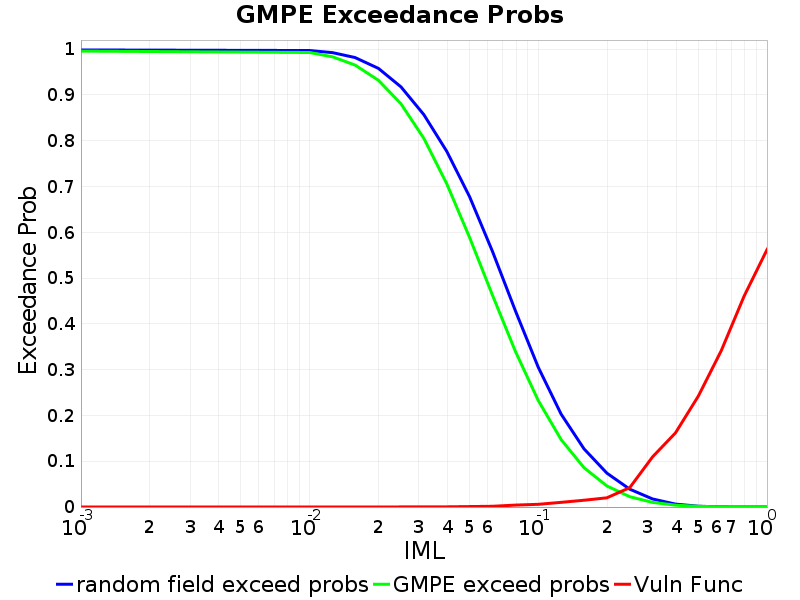 GMPE Exceedance Probs
Exceedance Prob
1
0.9
0.8
0.7
0.6
0.5
0.4
0.3
0.2
0.1
0
10-3 2 3 4 5 6 10-2 2 3 4 5 6 10-1 2 3 4 5 6 7 100
IML
random field exceed probs GMPE exceed probs Vuln Func